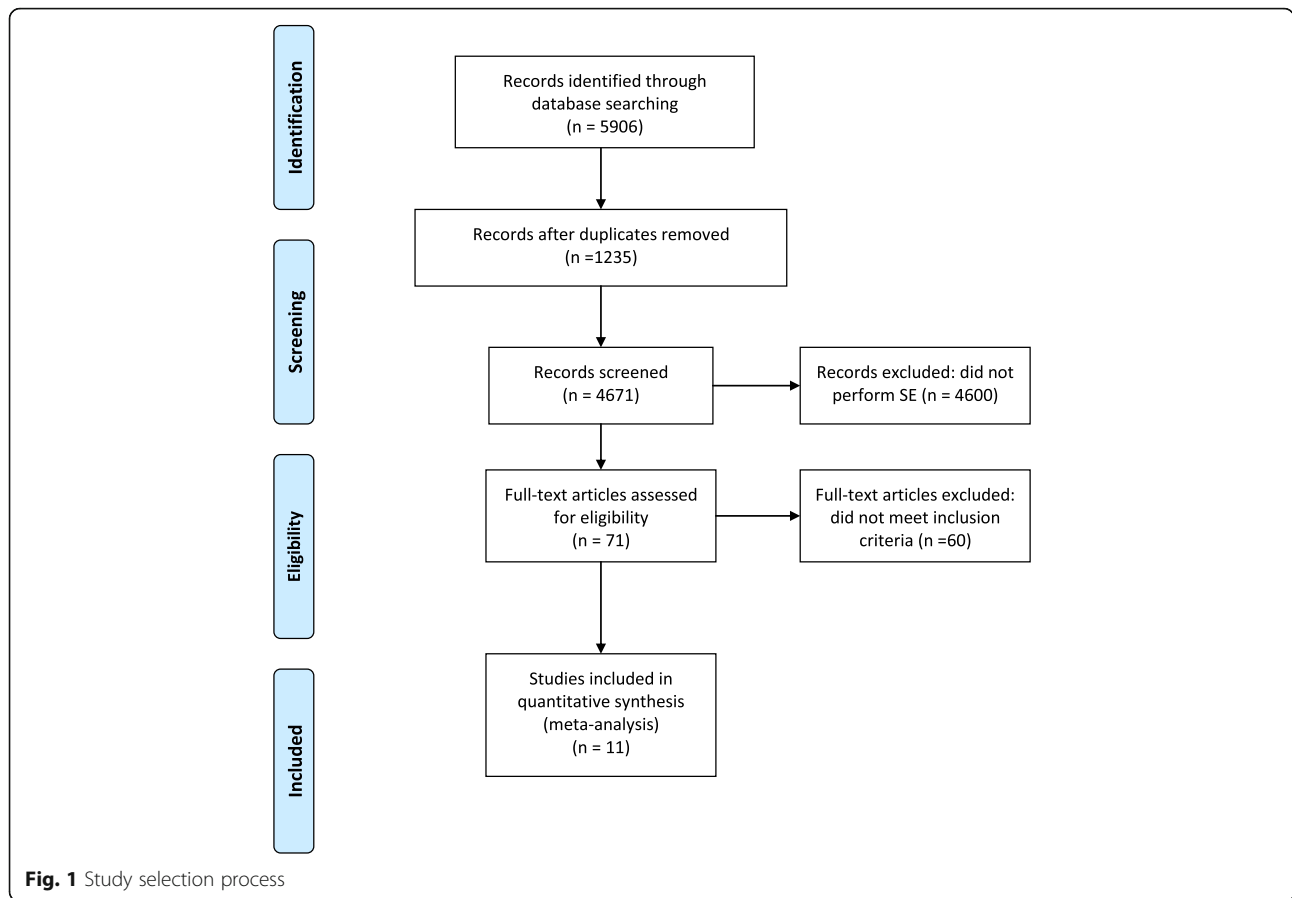 Identification
Records identified through
database searching
(n = 5906)
Records after duplicates removed
(n =1235)
Screening
Records screened
(n = 4671)
Records excluded: did not
perform SE (n = 4600)
Eligibility
Full-text articles assessed
for eligibility
(n = 71)
Full-text articles excluded:
did not meet inclusion
criteria (n =60)
Included
Studies included in
quantitative synthesis
(meta-analysis)
(n = 11)
Fig. 1 Study selection process